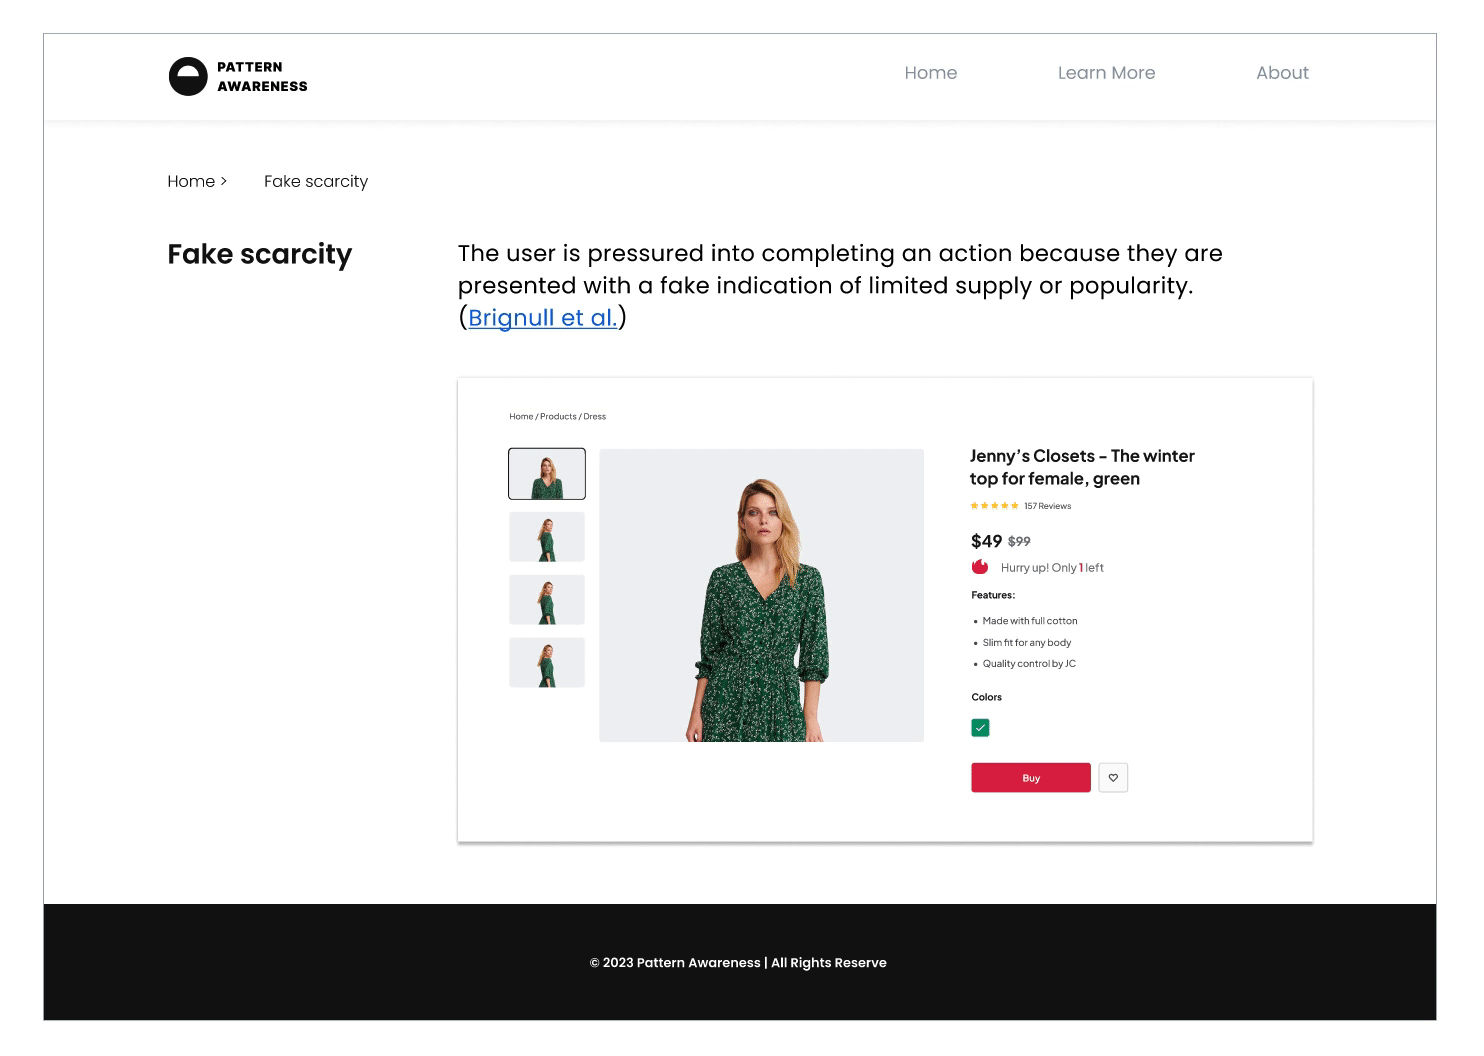 PATTERN
AWARENESS
Home
Learn More
About
Home >
Fake scarcity
Fake scarcity
The user is pressured into completing an action because they are
presented with a fake indication of limited supply or popularity.
(Brignull et al.)
Home / Products / Dress
Jenny's Closets - The winter
top for female, green
157 Reviews
$49 $99
Hurry up! Only 1 left
Features:
• Made with full cotton
• Slim fit for any body
• Quality control by JC
Colors
Buy
© 2023 Pattern Awareness | All Rights Reserve